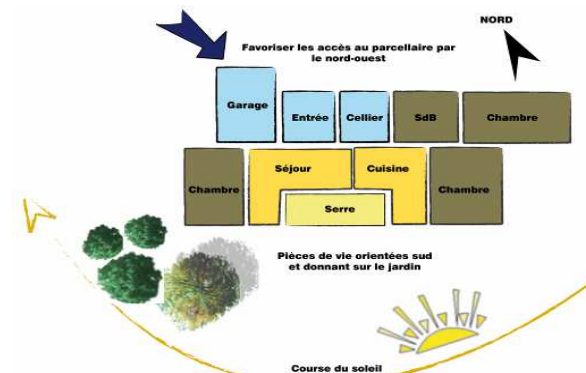 NORD
Favoriser les accès au parcellaire par
le nord-ouest
Garage
Entrée
Cellier
SdB
Chambre
Chambre
Séjour
Cuisine
Chambre
Serre
Pièces de vie orientées sud
et donnant sur le jardin
Course du soleil